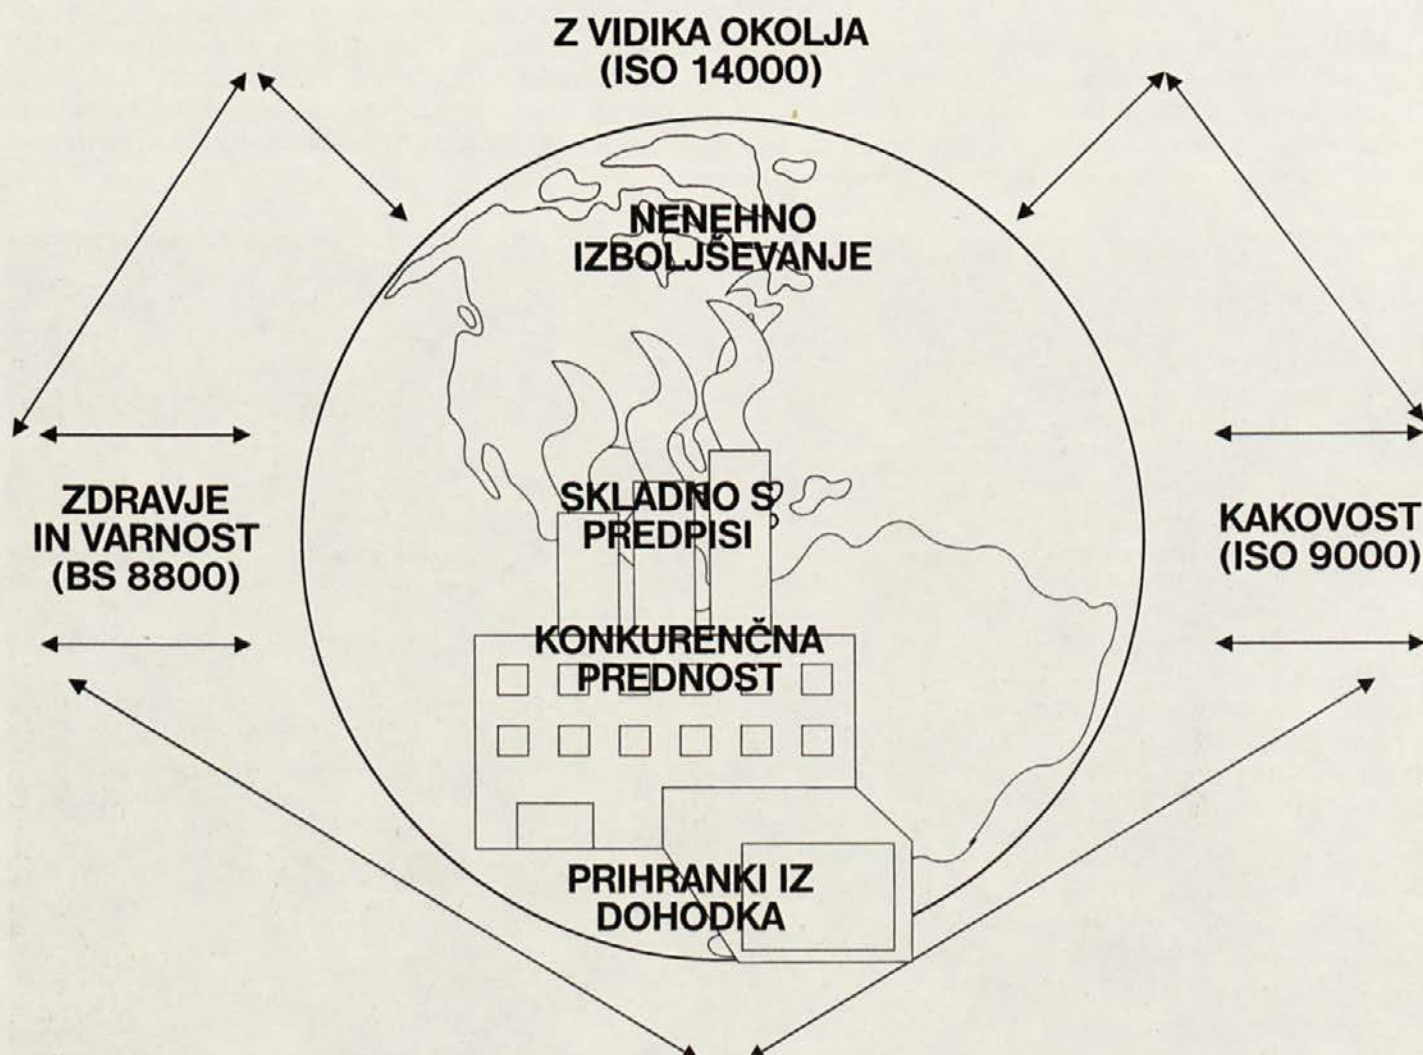 Z VIDIKA OKOLJA
(ISO 14000)
NENEHNO
IZBOLJŠEVANJE
ZDRAVJE
IN VARNOST
(BS 8800)
SKLADNO S
PREDPISI
KAKOVOST
(ISO 9000)
KONKURENČNA
PREDNOST
PRIHRANKI IZ
DOHODKA